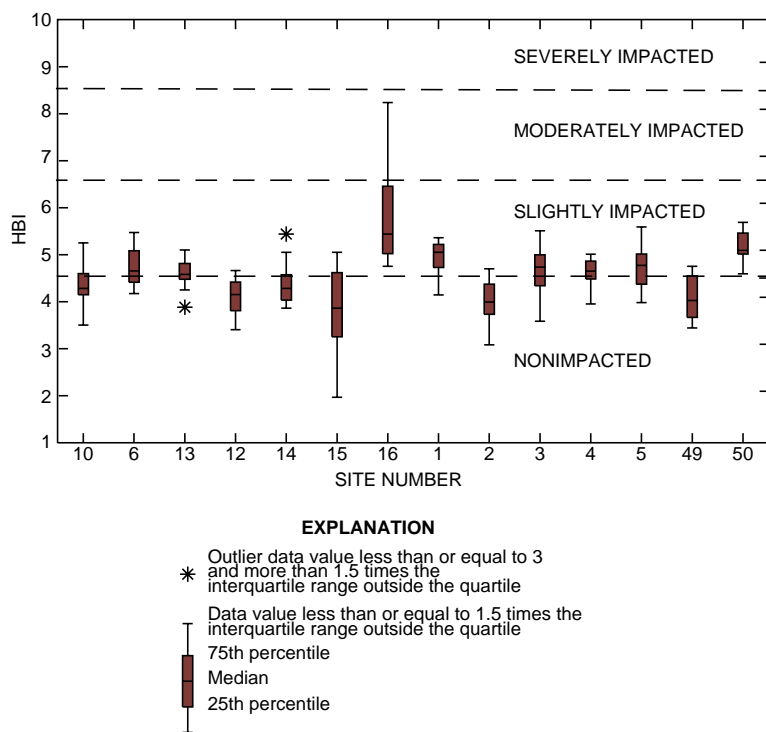 10
9
8
7
6
5
4
3
2
1
HBI
SEVERELY IMPACTED
MODERATELY IMPACTED
SLIGHTLY IMPACTED
NONIMPACTED
10 6 13 12 14 15 16 1 2 3 4 5 49 50
SITE NUMBER
EXPLANATION
Outlier data value less than or equal to 3
and more than 1.5 times the
interquartile range outside the quartile
Data value less than or equal to 1.5 times the
interquartile range outside the quartile
75th percentile
Median
25th percentile